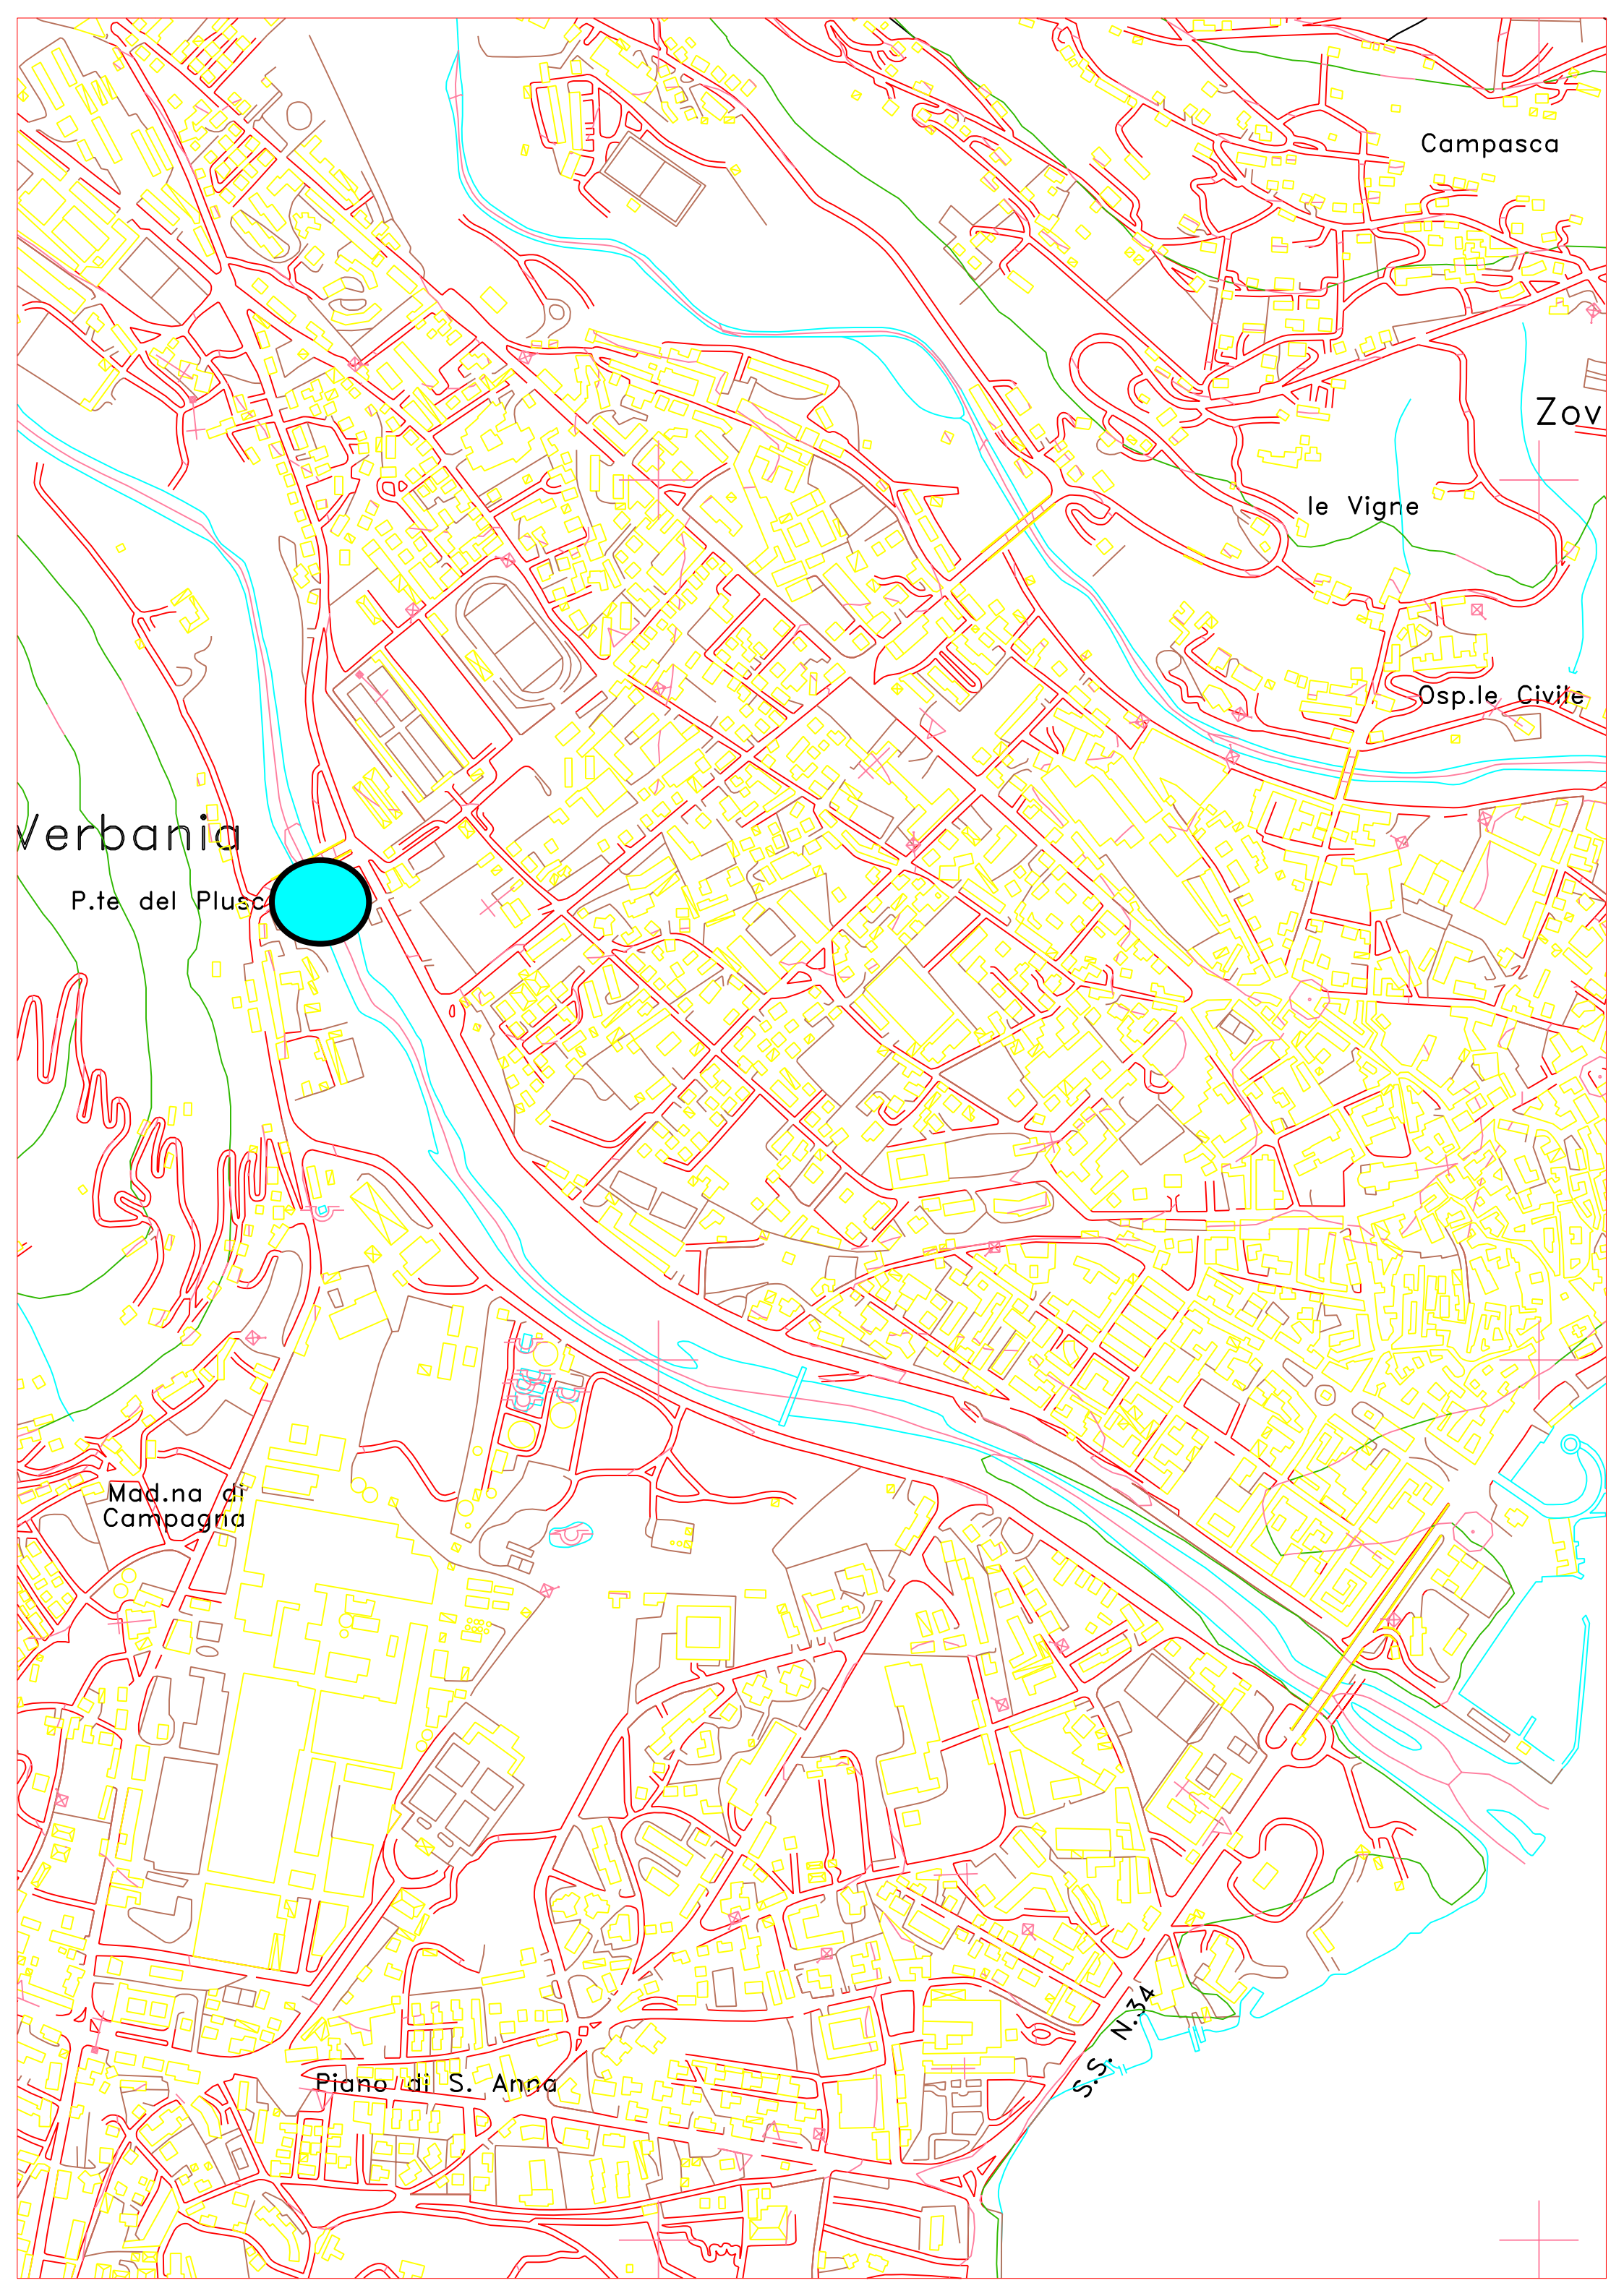 Campasca
Zov
le Vigne
Osp.le Civile
Verbania
P.te del Plusc
Mad.na di
Campagna
S.S. N.34
Piano di S. Anna